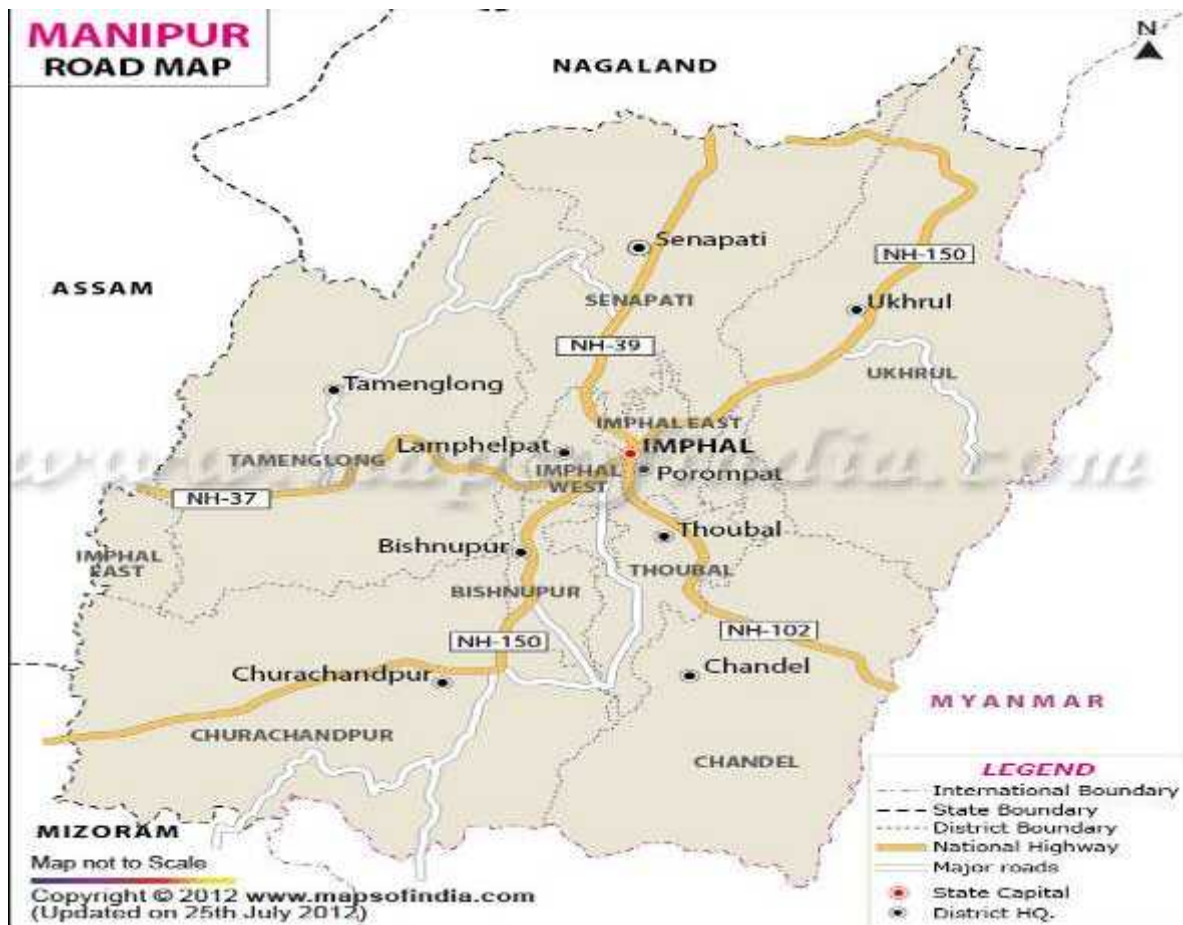 MANIPUR
ROAD MAP
N
NAGALAND
Senapati
NH-150
ASSAM
SENAPATI
Ukhrul
NH-39
UKHRUL
Tamenglong
IMPHAL EAST
Lamphelpat
IMPHAL
TAMENGLONG
IMPHAL
WEST
Porompat
NH-37
Thoubal
Bishnupur
IMPHAL
EAST
THOUBAL
BISHNUPUR
NH-102
NH-150
Chandel
Churachandpur
MYANMAR
CHURACHANDPUR
CHANDEL
LEGEND
International Boundary
State Boundary
District Boundary
National Highway
Major roads
State Capital
District HQ.
MIZORAM
Map not to Scale
Copyright © 2012 www.mapsofindia.com
(Updated on 25th July 2012)